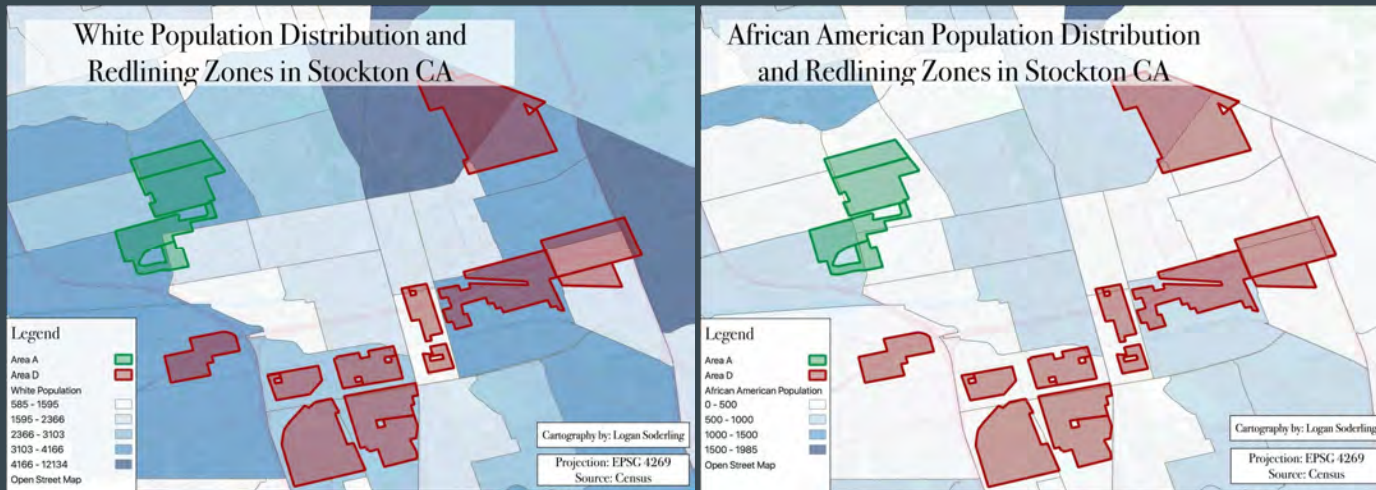 White Population Distribution and
Redlining Zones in Stockton CA
Legend
Area A
Area D
White Population
585 - 1595
1595 - 2366
2366 - 3103
3103 - 4166
4166 - 12134
Open Street Map
Cartography by: Logan Soderling
Projection: EPSG 4269
Source: Census
African American Population Distribution
and Redlining Zones in Stockton CA
Legend
Area A
Area D
African American Population
0 - 500
500 - 1000
1000 - 1500
1500 - 1985
Open Street Map
Cartography by: Logan Soderling
Projection: EPSG 4269
Source: Census